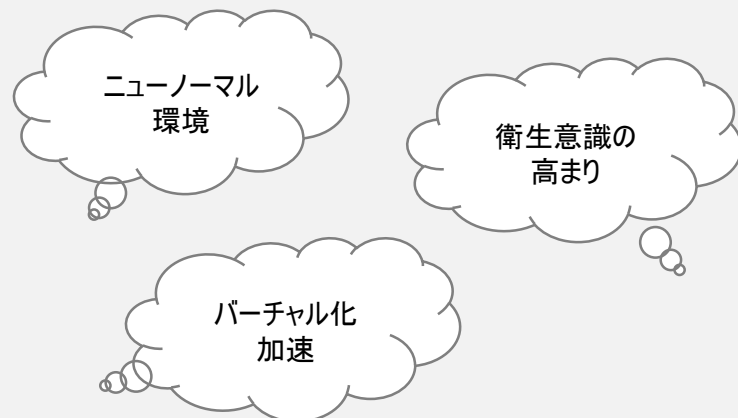 ニューノーマル
環境
衛生意識の
高まり
バーチャル化
加速